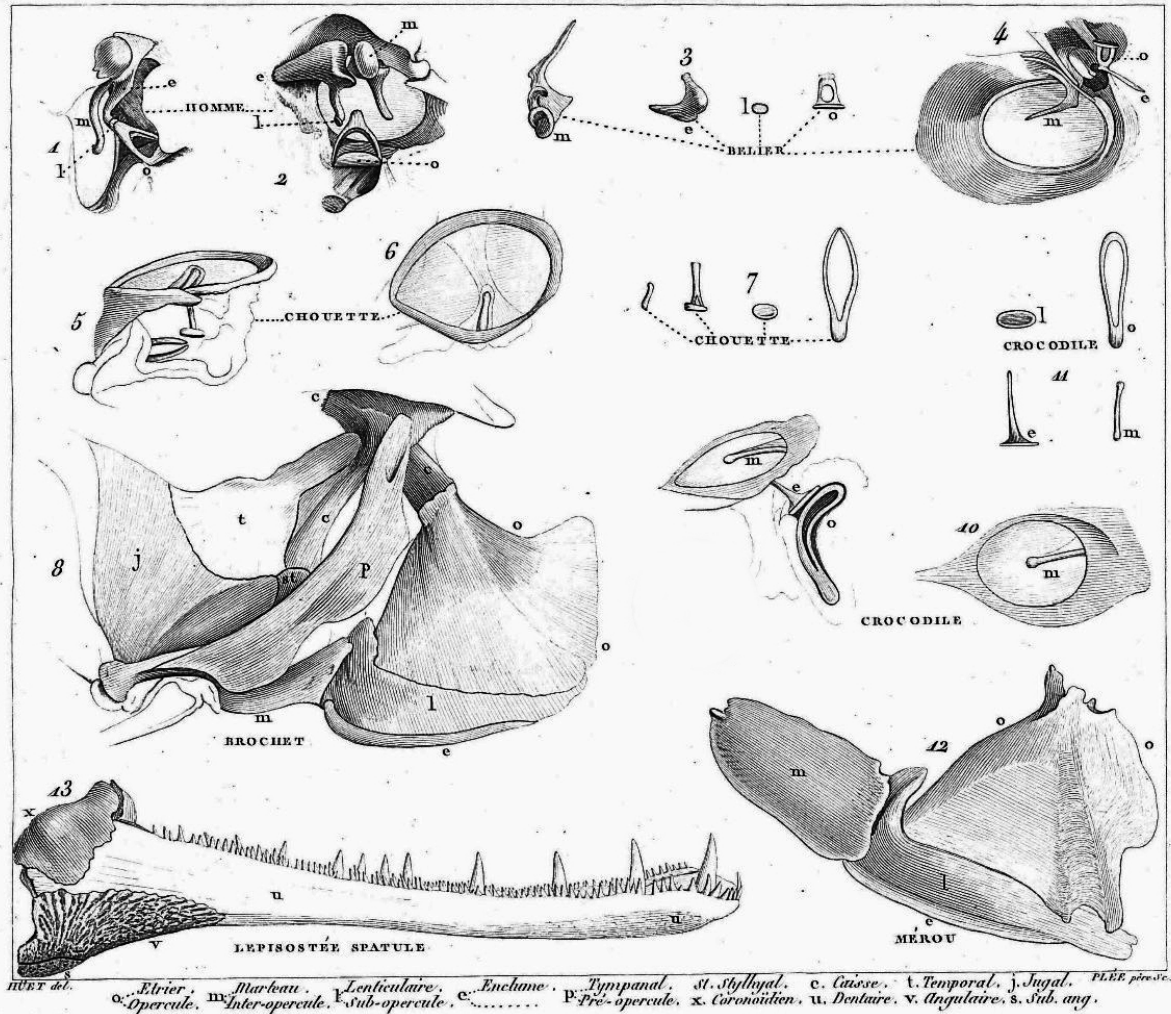 m
e
HOMME
e
m
l
1
l
o
2
o
3
m
e
l
o
BELIER
4
o
e
m
5
6
CHOUETTE
7
CHOUETTE
l
o
CROCODILE
11
e
m
c
c
o
t
c
j
8
st
p
o
l
m
e
BROCHET
m
e
o
10
m
CROCODILE
13
x
u
u
v
s
LEPISOSTÉE SPATULE
o
12
o
m
l
e
MÉROU
HUET del.
o. Etrier. m. Marteau. l. Lenticulaire. e. Enclume. p. Tympanal. st. Stylhyal. c. Caisse. t. Temporal. j. Jugal. PLÉE père Sc.
Opercule. Inter-opercule. Sub-opercule. ........ Pré-opercule. x. Coronoïdien. u. Dentaire. v. Angulaire. s. Sub. ang.